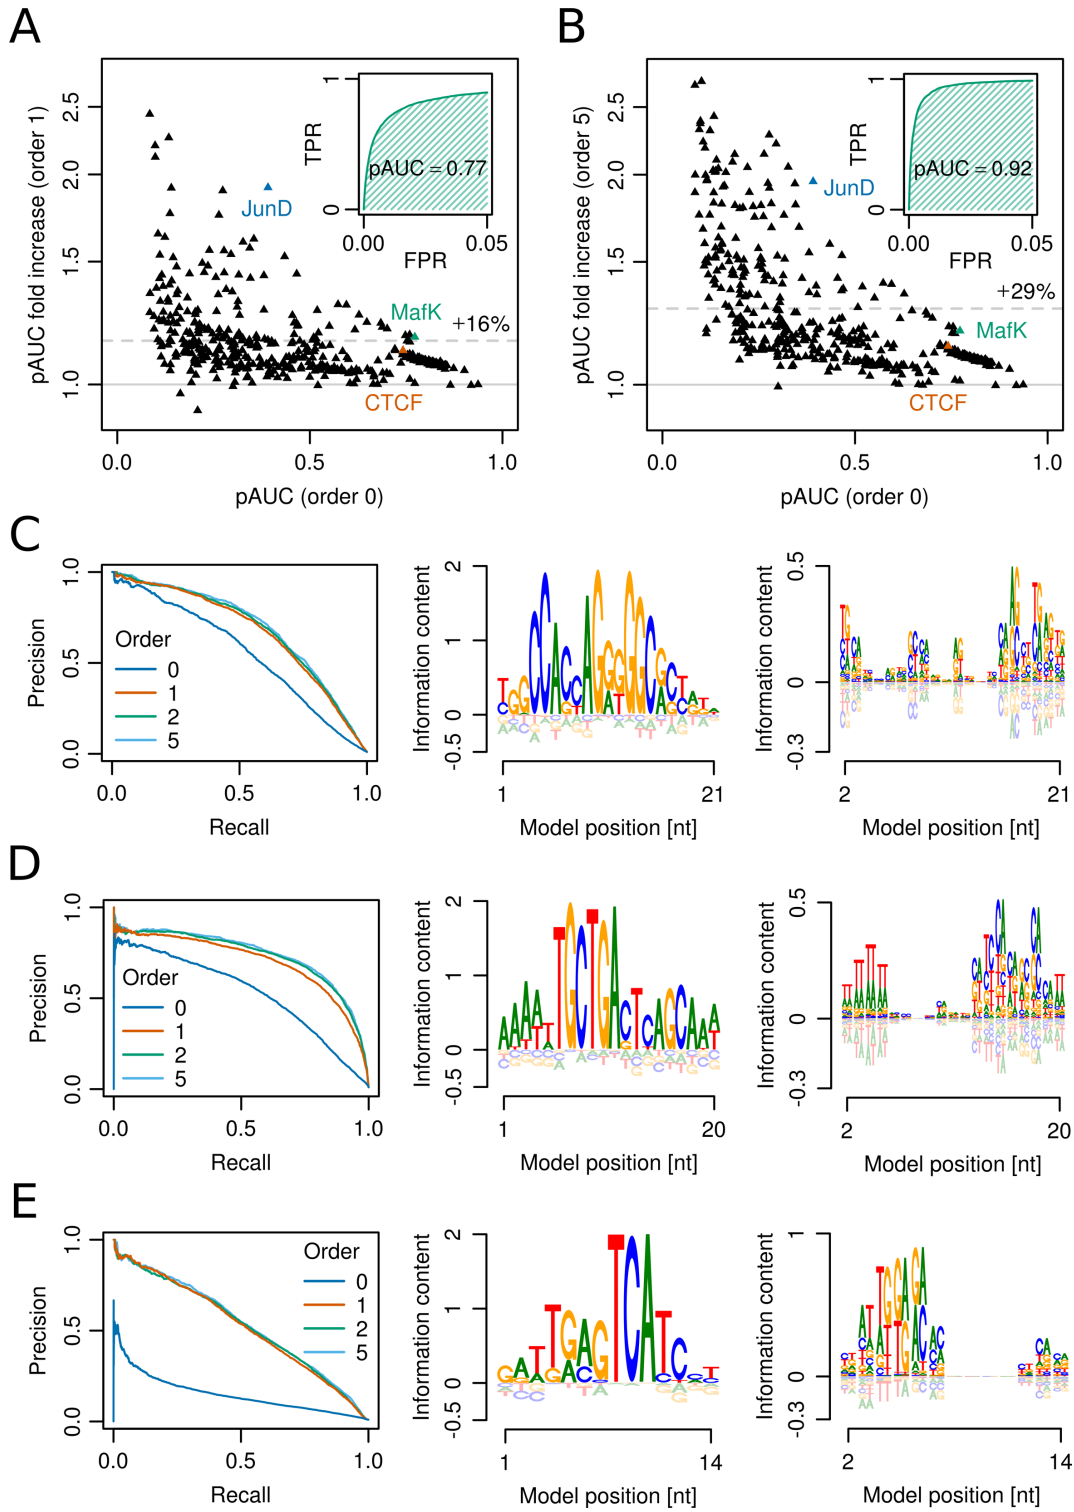 A
pAUC fold increase (order 1)
2.5
2.0
1.5
1.0
0.0
0.5
1.0
pAUC (order 0)
JunD
MafK
CTCF
+16%
TPR
1
0
pAUC = 0.77
0.00
0.05
FPR
B
pAUC fold increase (order 5)
2.5
2.0
1.5
1.0
0.0
0.5
1.0
pAUC (order 0)
JunD
MafK
CTCF
+29%
TPR
1
0
pAUC = 0.92
0.00
0.05
FPR
C
Precision
1.0
0.5
0.0
Order
0
1
2
5
0.0
0.5
1.0
Recall
Information content
2
1
0
-0.5
1
21
Model position [nt]
Information content
0.5
0
-0.3
2
21
Model position [nt]
D
Precision
1.0
0.5
0.0
Order
0
1
2
5
0.0
0.5
1.0
Recall
Information content
2
1
0
-0.5
1
20
Model position [nt]
Information content
0.5
0
-0.3
2
20
Model position [nt]
E
Precision
1.0
0.5
0.0
Order
0
1
2
5
0.0
0.5
1.0
Recall
Information content
2
1
0
-0.5
1
14
Model position [nt]
Information content
1
0
-0.3
2
14
Model position [nt]